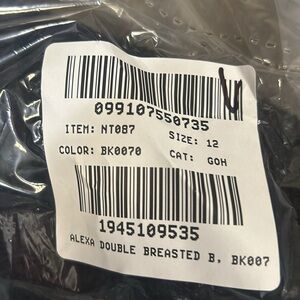 099107550735
ITEM: NT087
SIZE: 12
COLOR: BK0070
CAT: GOH
1945109535
ALEXA DOUBLE BREASTED B, BK007